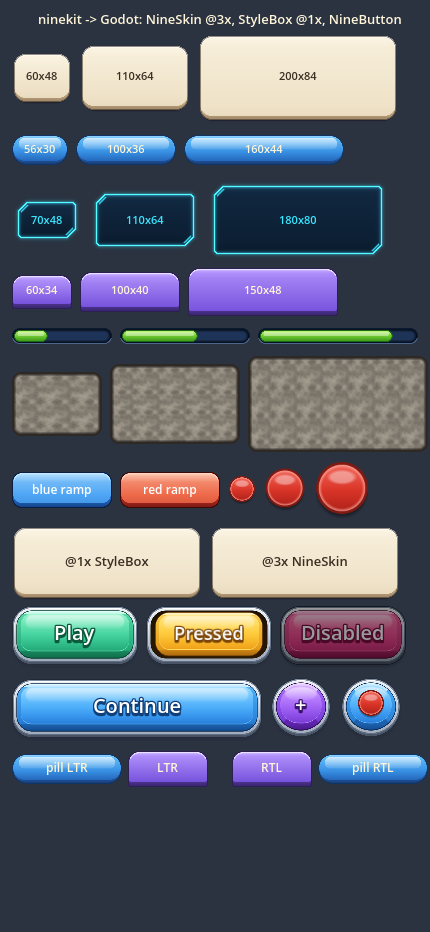 ninekit -> Godot: NineSkin @3x, StyleBox @1x, NineButton
60x48 110x64 200x84
56x30 100x36 160x44
70x48 110x64 180x80
60x34 100x40 150x48
blue ramp red ramp
@1x StyleBox @3x NineSkin
Play Pressed Disabled
Continue +
pill LTR LTR RTL pill RTL